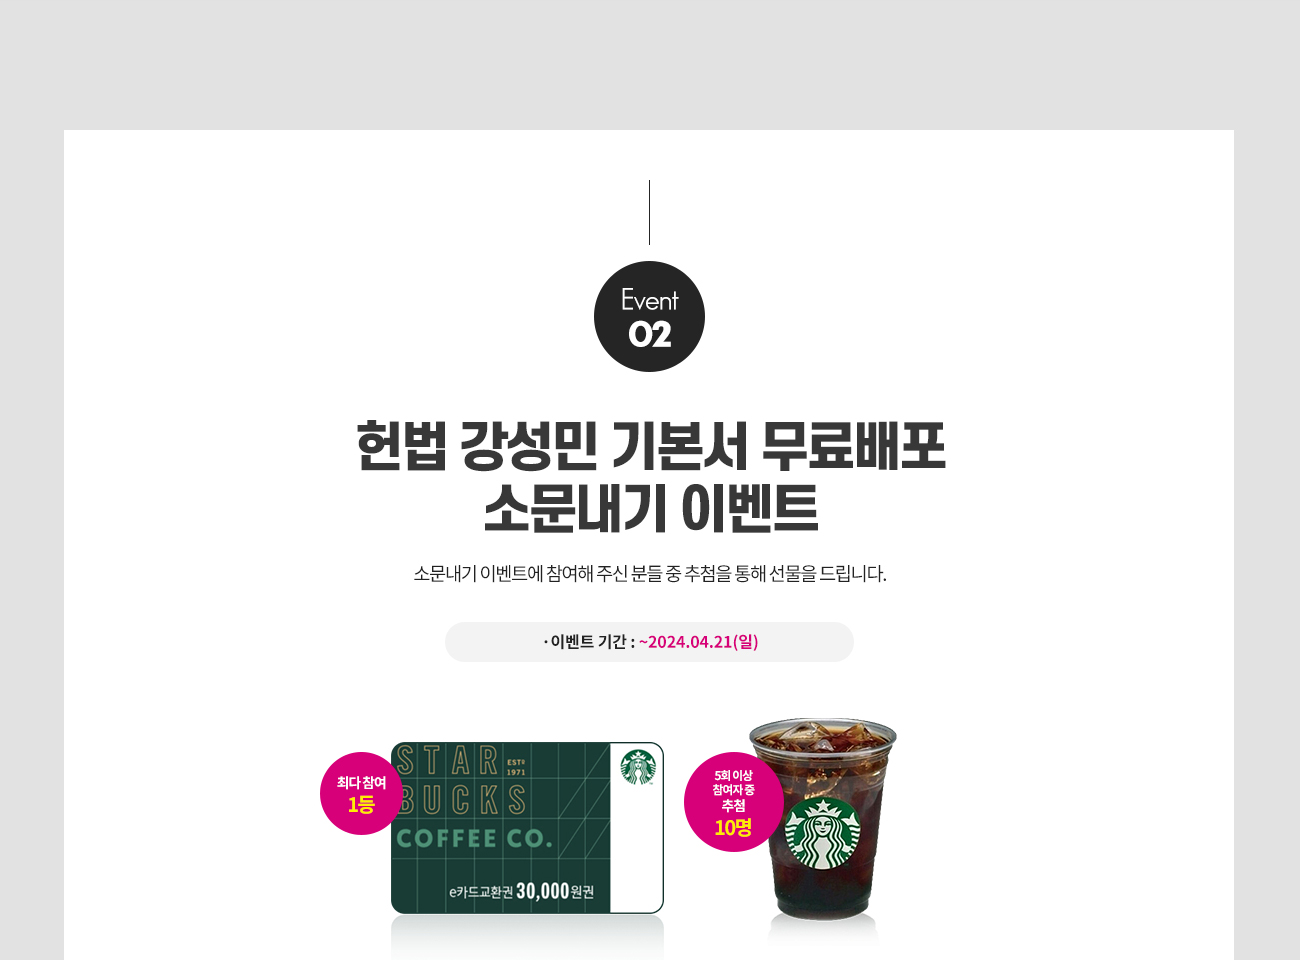 Event
02
헌법 강성민 기본서 무료배포
소문내기 이벤트
소문내기 이벤트에 참여해 주신 분들 중 추첨을 통해 선물을 드립니다.
· 이벤트 기간 : ~2024.04.21(일)
최다 참여
1등
STAR
ESTD
1971
BUCKS
COFFEE CO.
e카드교환권 30,000원권
5회 이상
참여자 중
추첨
10명